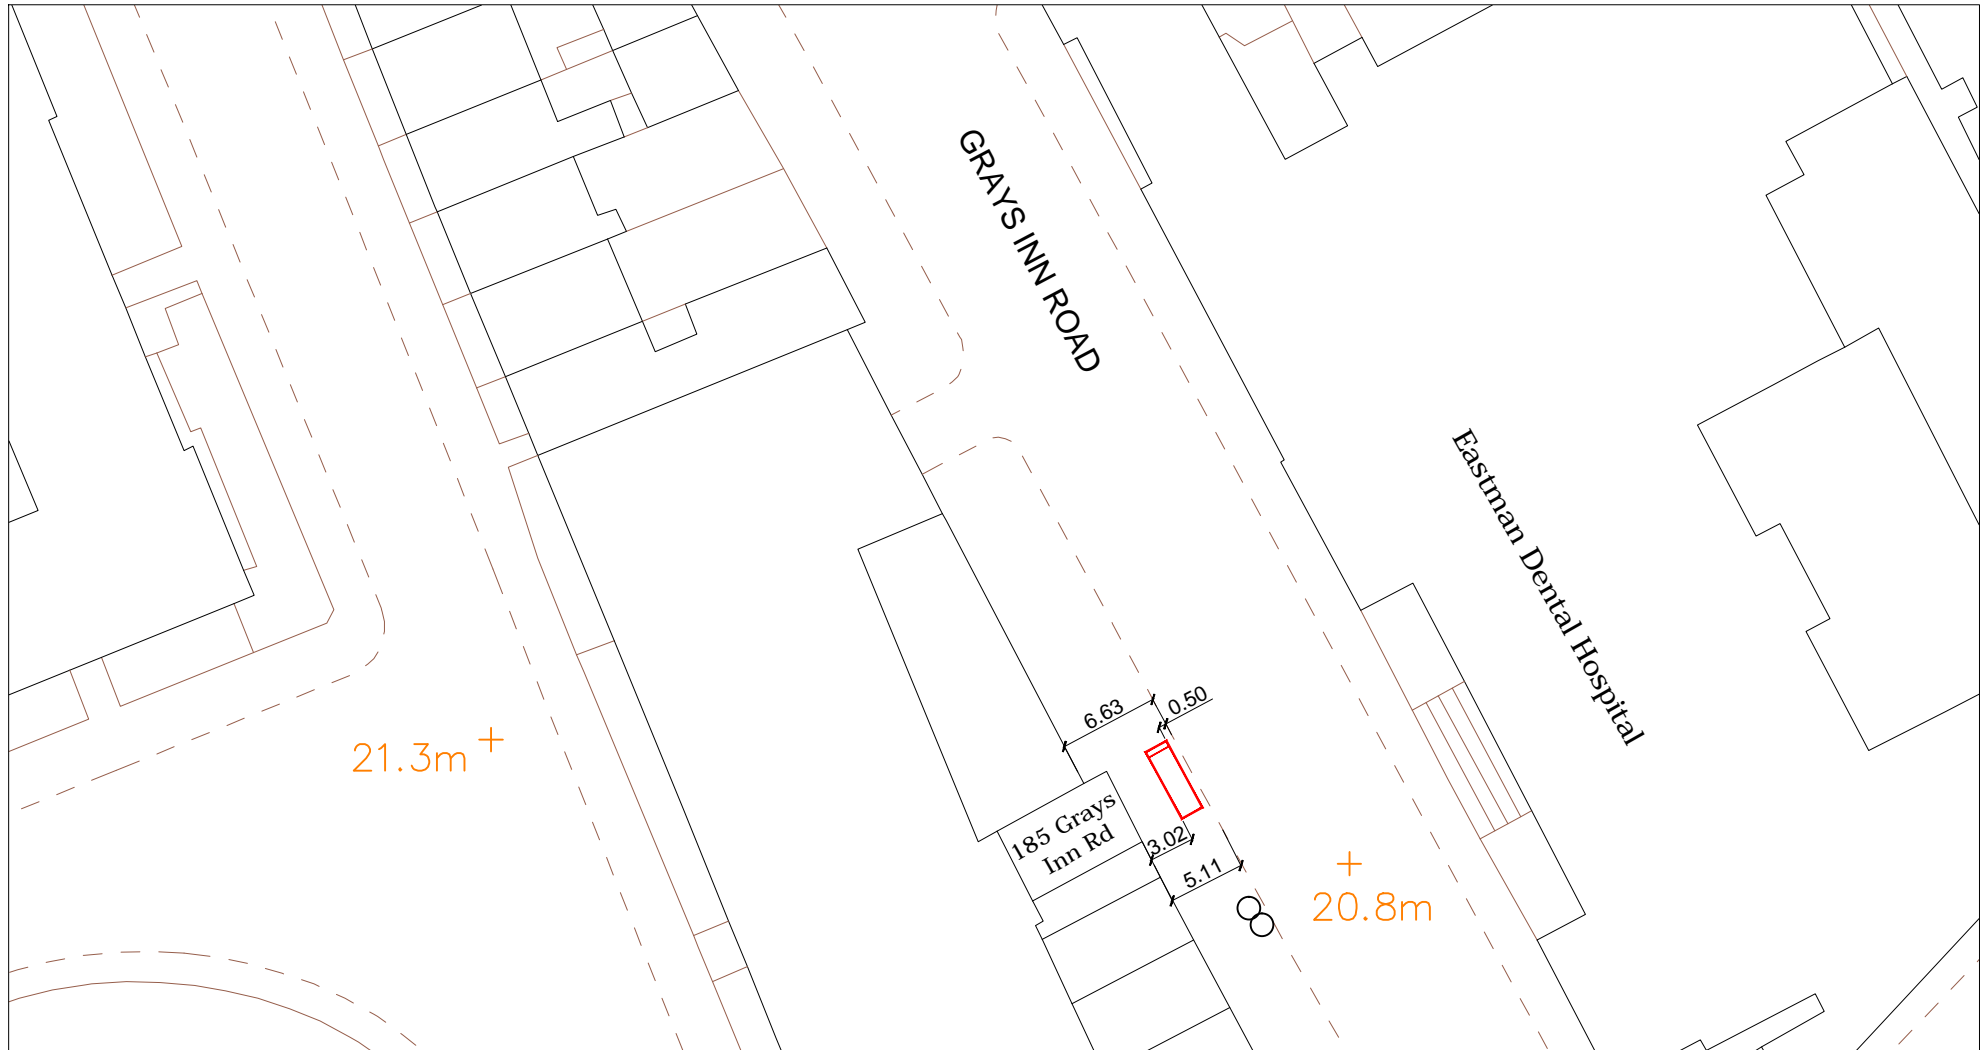 GRAYS INN ROAD
Eastman Dental Hospital
6.63
0.50
21.3m
185 Grays
Inn Rd
3.02
5.11
20.8m